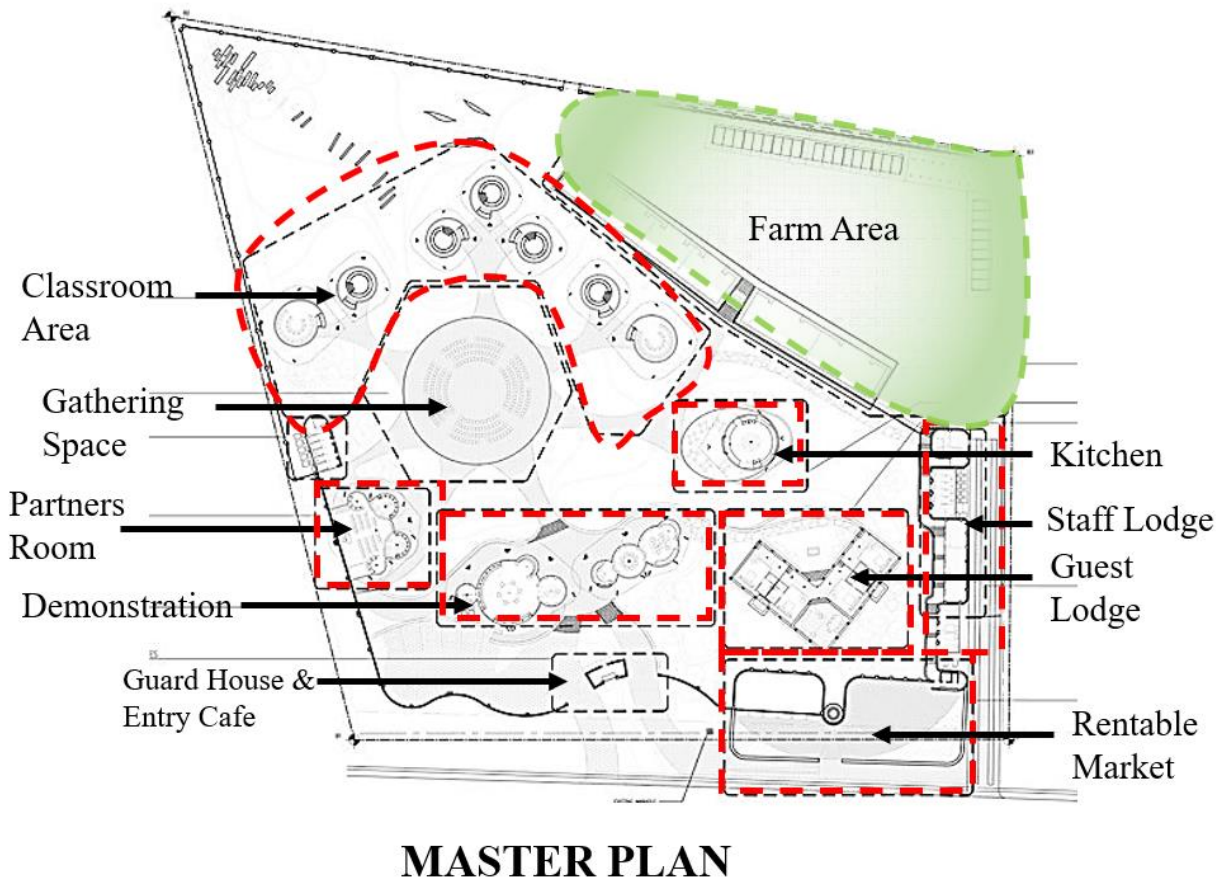 Farm Area
Classroom
Area
Gathering
Space
Kitchen
Partners
Room
Staff Lodge
Guest
Lodge
Demonstration
Guard House &
Entry Cafe
Rentable
Market
MASTER PLAN